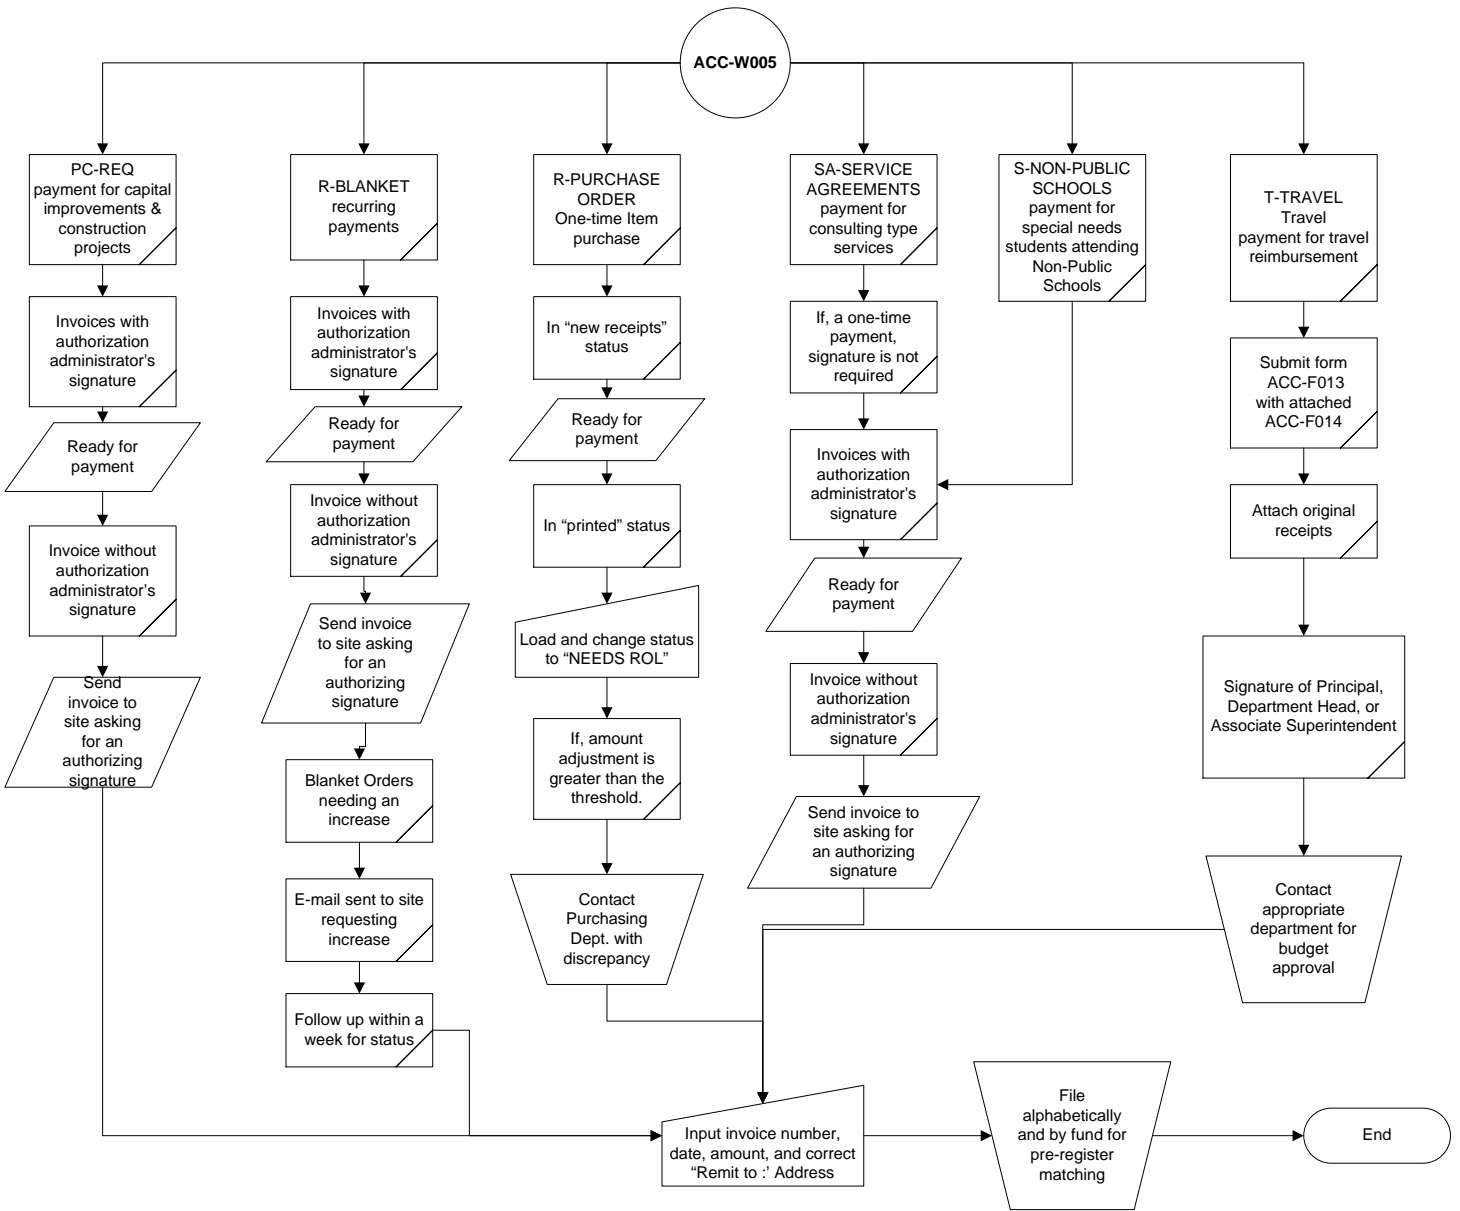 ACC-W005
PC-REQ
payment for capital
improvements &
construction
projects
Invoices with
authorization
administrator's
signature
Ready for
payment
Invoice without
authorization
administrator's
signature
Send
invoice to
site asking
for an
authorizing
signature
R-BLANKET
recurring
payments
Invoices with
authorization
administrator's
signature
Ready for
payment
Invoice without
authorization
administrator's
signature
Send invoice
to site asking
for an
authorizing
signature
Blanket Orders
needing an
increase
E-mail sent to site
requesting
increase
Follow up within a
week for status
R-PURCHASE
ORDER
One-time Item
purchase
In “new receipts”
status
Ready for
payment
In “printed” status
Load and change status
to “NEEDS ROL”
If, amount
adjustment is
greater than the
threshold.
Contact
Purchasing
Dept. with
discrepancy
SA-SERVICE
AGREEMENTS
payment for
consulting type
services
If, a one-time
payment,
signature is not
required
Invoices with
authorization
administrator's
signature
Ready for
payment
Invoice without
authorization
administrator's
signature
Send invoice to
site asking for
an authorizing
signature
S-NON-PUBLIC
SCHOOLS
payment for
special needs
students attending
Non-Public
Schools
T-TRAVEL
Travel
payment for travel
reimbursement
Submit form
ACC-F013
with attached
ACC-F014
Attach original
receipts
Signature of Principal,
Department Head, or
Associate Superintendent
Contact
appropriate
department for
budget
approval
Input invoice number,
date, amount, and correct
“Remit to :’ Address
File
alphabetically
and by fund for
pre-register
matching
End